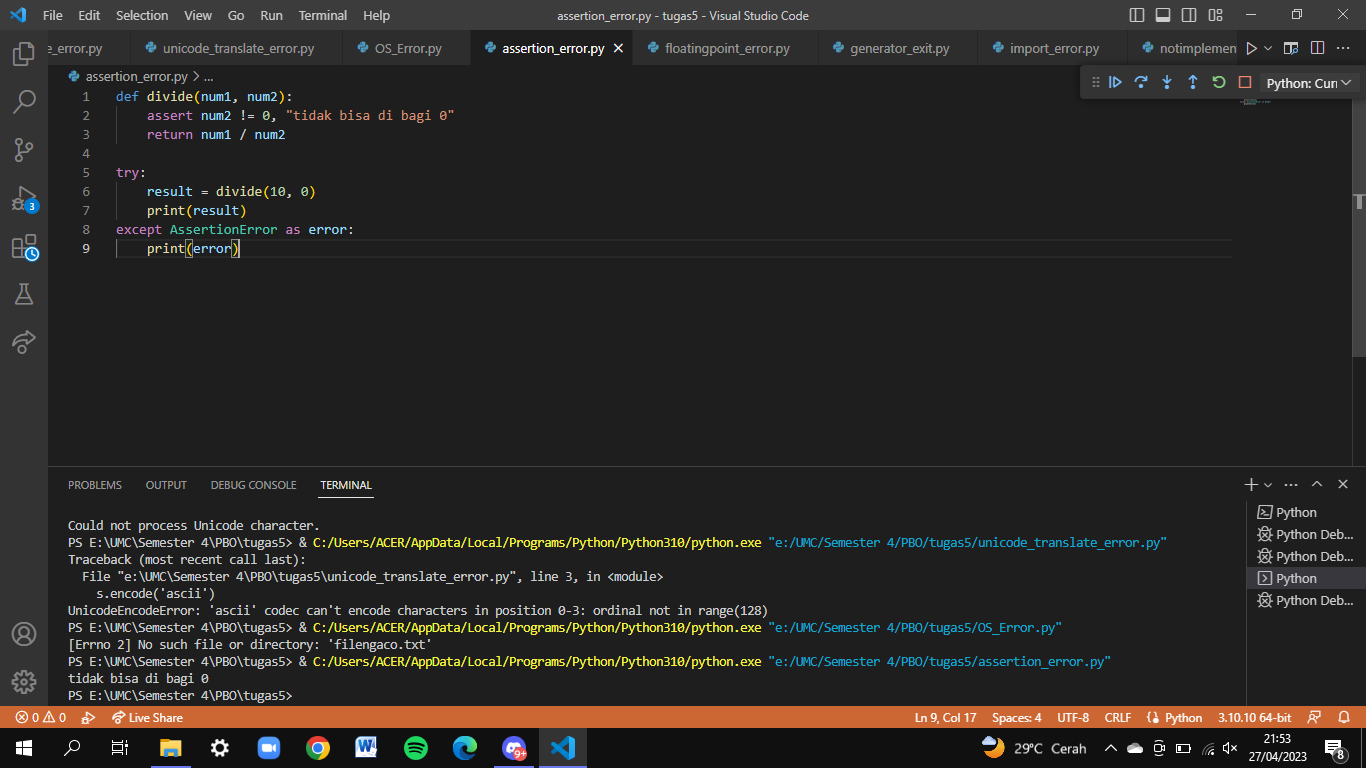 File Edit Selection View Go Run Terminal Help
assertion_error.py - tugas5 - Visual Studio Code
e_error.py unicode_translate_error.py OS_Error.py assertion_error.py floatingpoint_error.py generator_exit.py import_error.py notimplemen
assertion_error.py > ...
Python: Curr
1 def divide(num1, num2):
2 assert num2 != 0, "tidak bisa di bagi 0"
3 return num1 / num2
4
5 try:
6 result = divide(10, 0)
7 print(result)
8 except AssertionError as error:
9 print(error)
3
PROBLEMS OUTPUT DEBUG CONSOLE TERMINAL
Could not process Unicode character.
PS E:\UMC\Semester 4\PBO\tugas5> & C:/Users/ACER/AppData/Local/Programs/Python/Python310/python.exe "e:/UMC/Semester 4/PBO/tugas5/unicode_translate_error.py"
Traceback (most recent call last):
File "e:\UMC\Semester 4\PBO\tugas5\unicode_translate_error.py", line 3, in <module>
s.encode('ascii')
UnicodeEncodeError: 'ascii' codec can't encode characters in position 0-3: ordinal not in range(128)
PS E:\UMC\Semester 4\PBO\tugas5> & C:/Users/ACER/AppData/Local/Programs/Python/Python310/python.exe "e:/UMC/Semester 4/PBO/tugas5/OS_Error.py"
[Errno 2] No such file or directory: 'filengaco.txt'
PS E:\UMC\Semester 4\PBO\tugas5> & C:/Users/ACER/AppData/Local/Programs/Python/Python310/python.exe "e:/UMC/Semester 4/PBO/tugas5/assertion_error.py"
tidak bisa di bagi 0
PS E:\UMC\Semester 4\PBO\tugas5>
Python
Python Deb...
Python Deb...
Python
Python Deb...
0 0 Live Share Ln 9, Col 17 Spaces: 4 UTF-8 CRLF Python 3.10.10 64-bit
9+ 29°C Cerah 21:53
27/04/2023 8